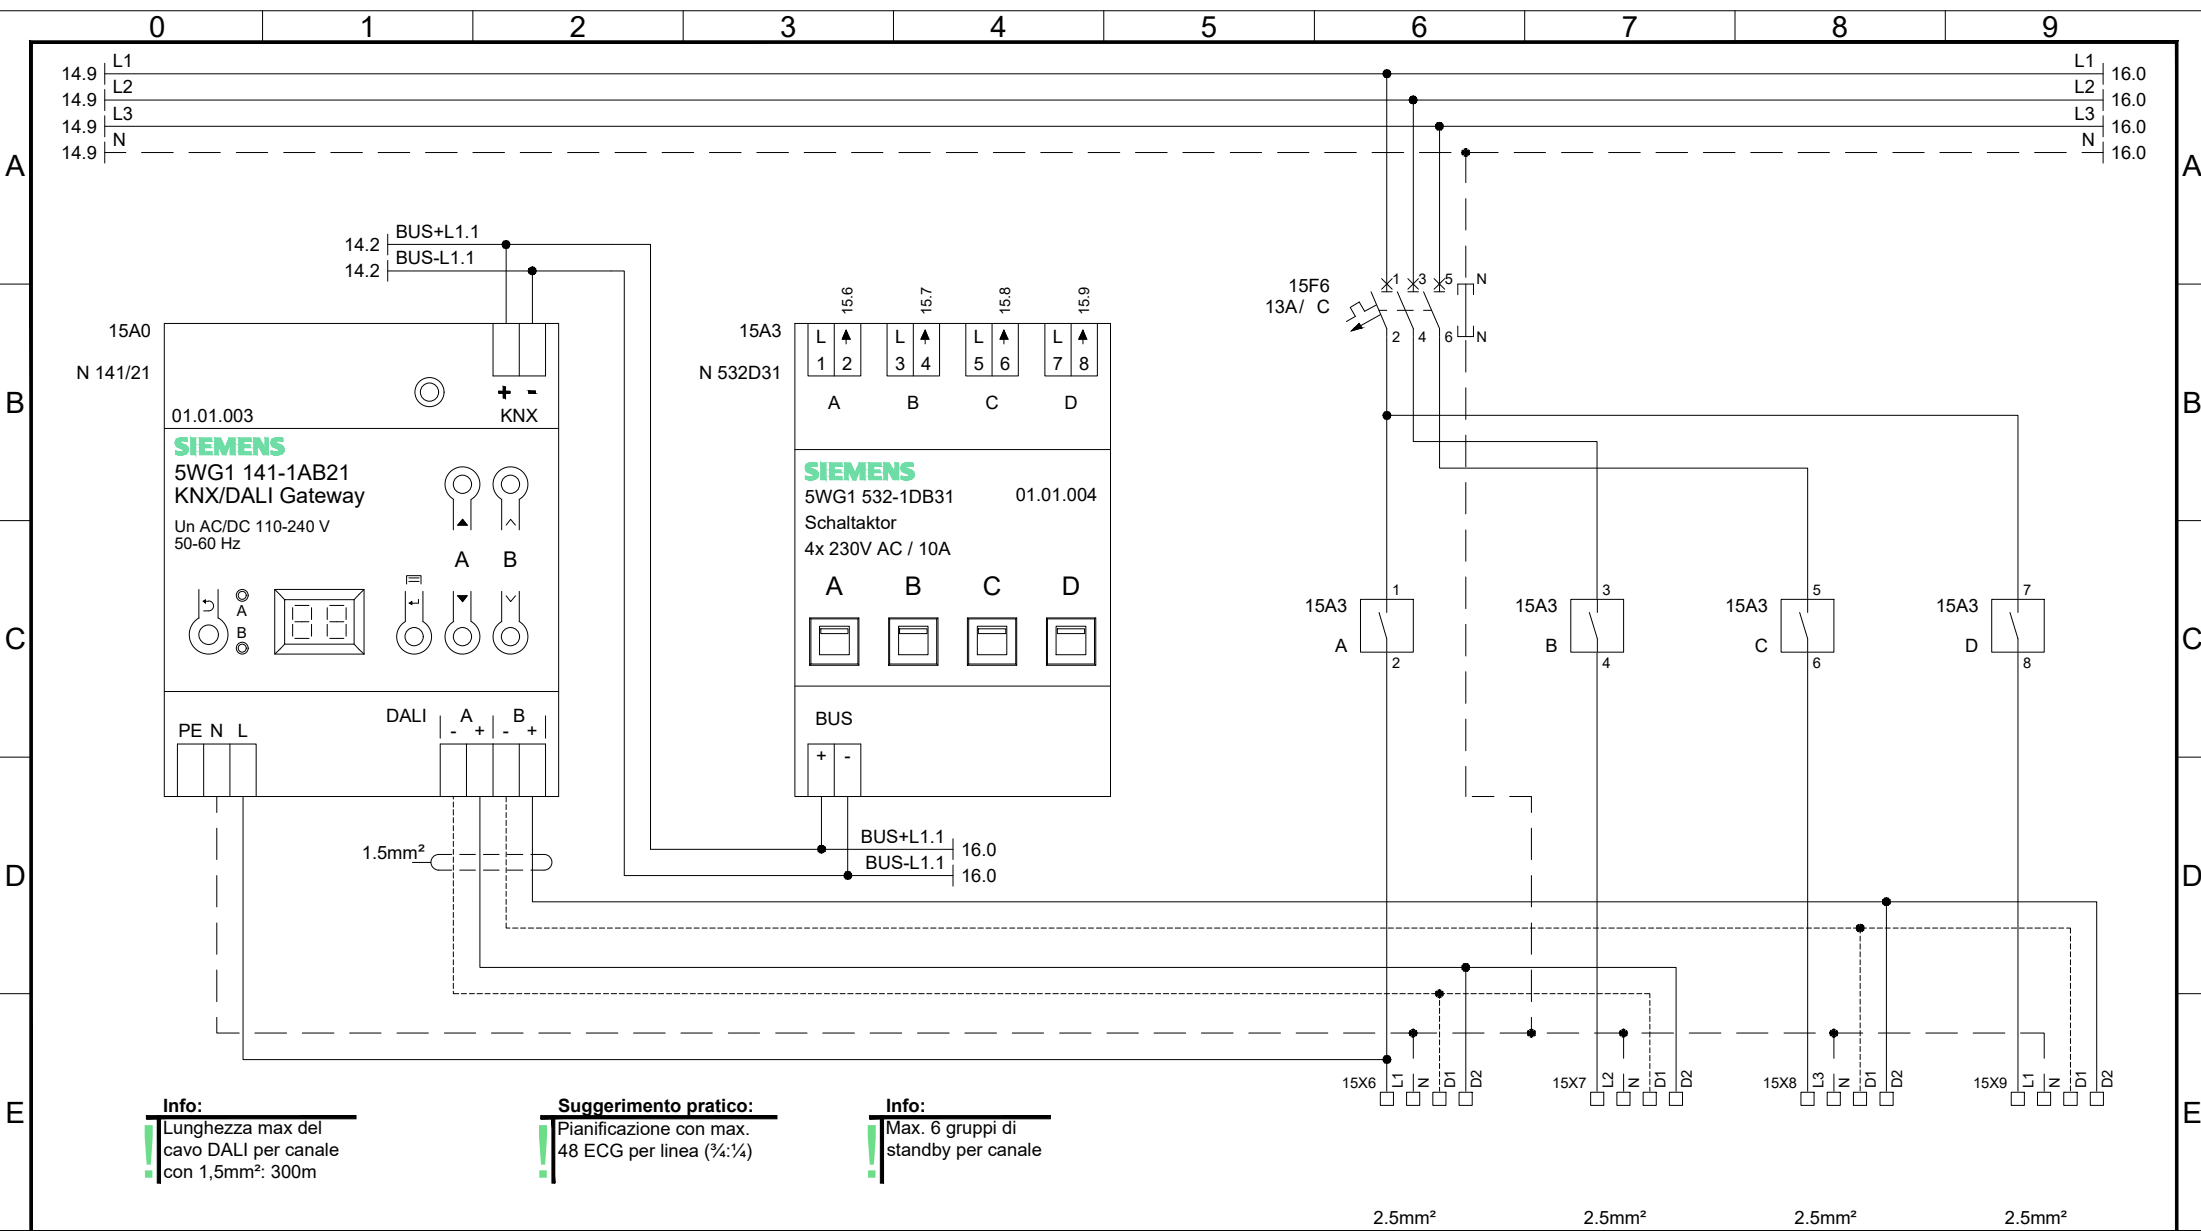 0 1 2 3 4 5 6 7 8 9
14.9 L1 L1 16.0
14.9 L2 L2 16.0
14.9 L3 L3 16.0
14.9 N N 16.0
A A
14.2 BUS+L1.1
14.2 BUS-L1.1
15.6 15.7 15.8 15.9
15F6 1 3 5 N
13A/ C
2 4 6 N
15A0
N 141/21
+ -
01.01.003 KNX
SIEMENS
5WG1 141-1AB21
KNX/DALI Gateway
Un AC/DC 110-240 V
50-60 Hz
A B
A
B
DALI A B
- + - +
PE N L
1.5mm²
15A3
N 532D31
L L L L
1 2 3 4 5 6 7 8
A B C D
SIEMENS
5WG1 532-1DB31 01.01.004
Schaltaktor
4x 230V AC / 10A
A B C D
BUS
+ -
BUS+L1.1 16.0
BUS-L1.1 16.0
B B
C C
D D
E E
15A3 1
A 2
15A3 3
B 4
15A3 5
C 6
15A3 7
D 8
15X6 L1 N D1 D2
15X7 L2 N D1 D2
15X8 L3 N D1 D2
15X9 L1 N D1 D2
Info:
! Lunghezza max del
cavo DALI per canale
con 1,5mm²: 300m
Suggerimento pratico:
! Pianificazione con max.
48 ECG per linea (¾:¼)
Info:
! Max. 6 gruppi di
standby per canale
2.5mm² 2.5mm² 2.5mm² 2.5mm²